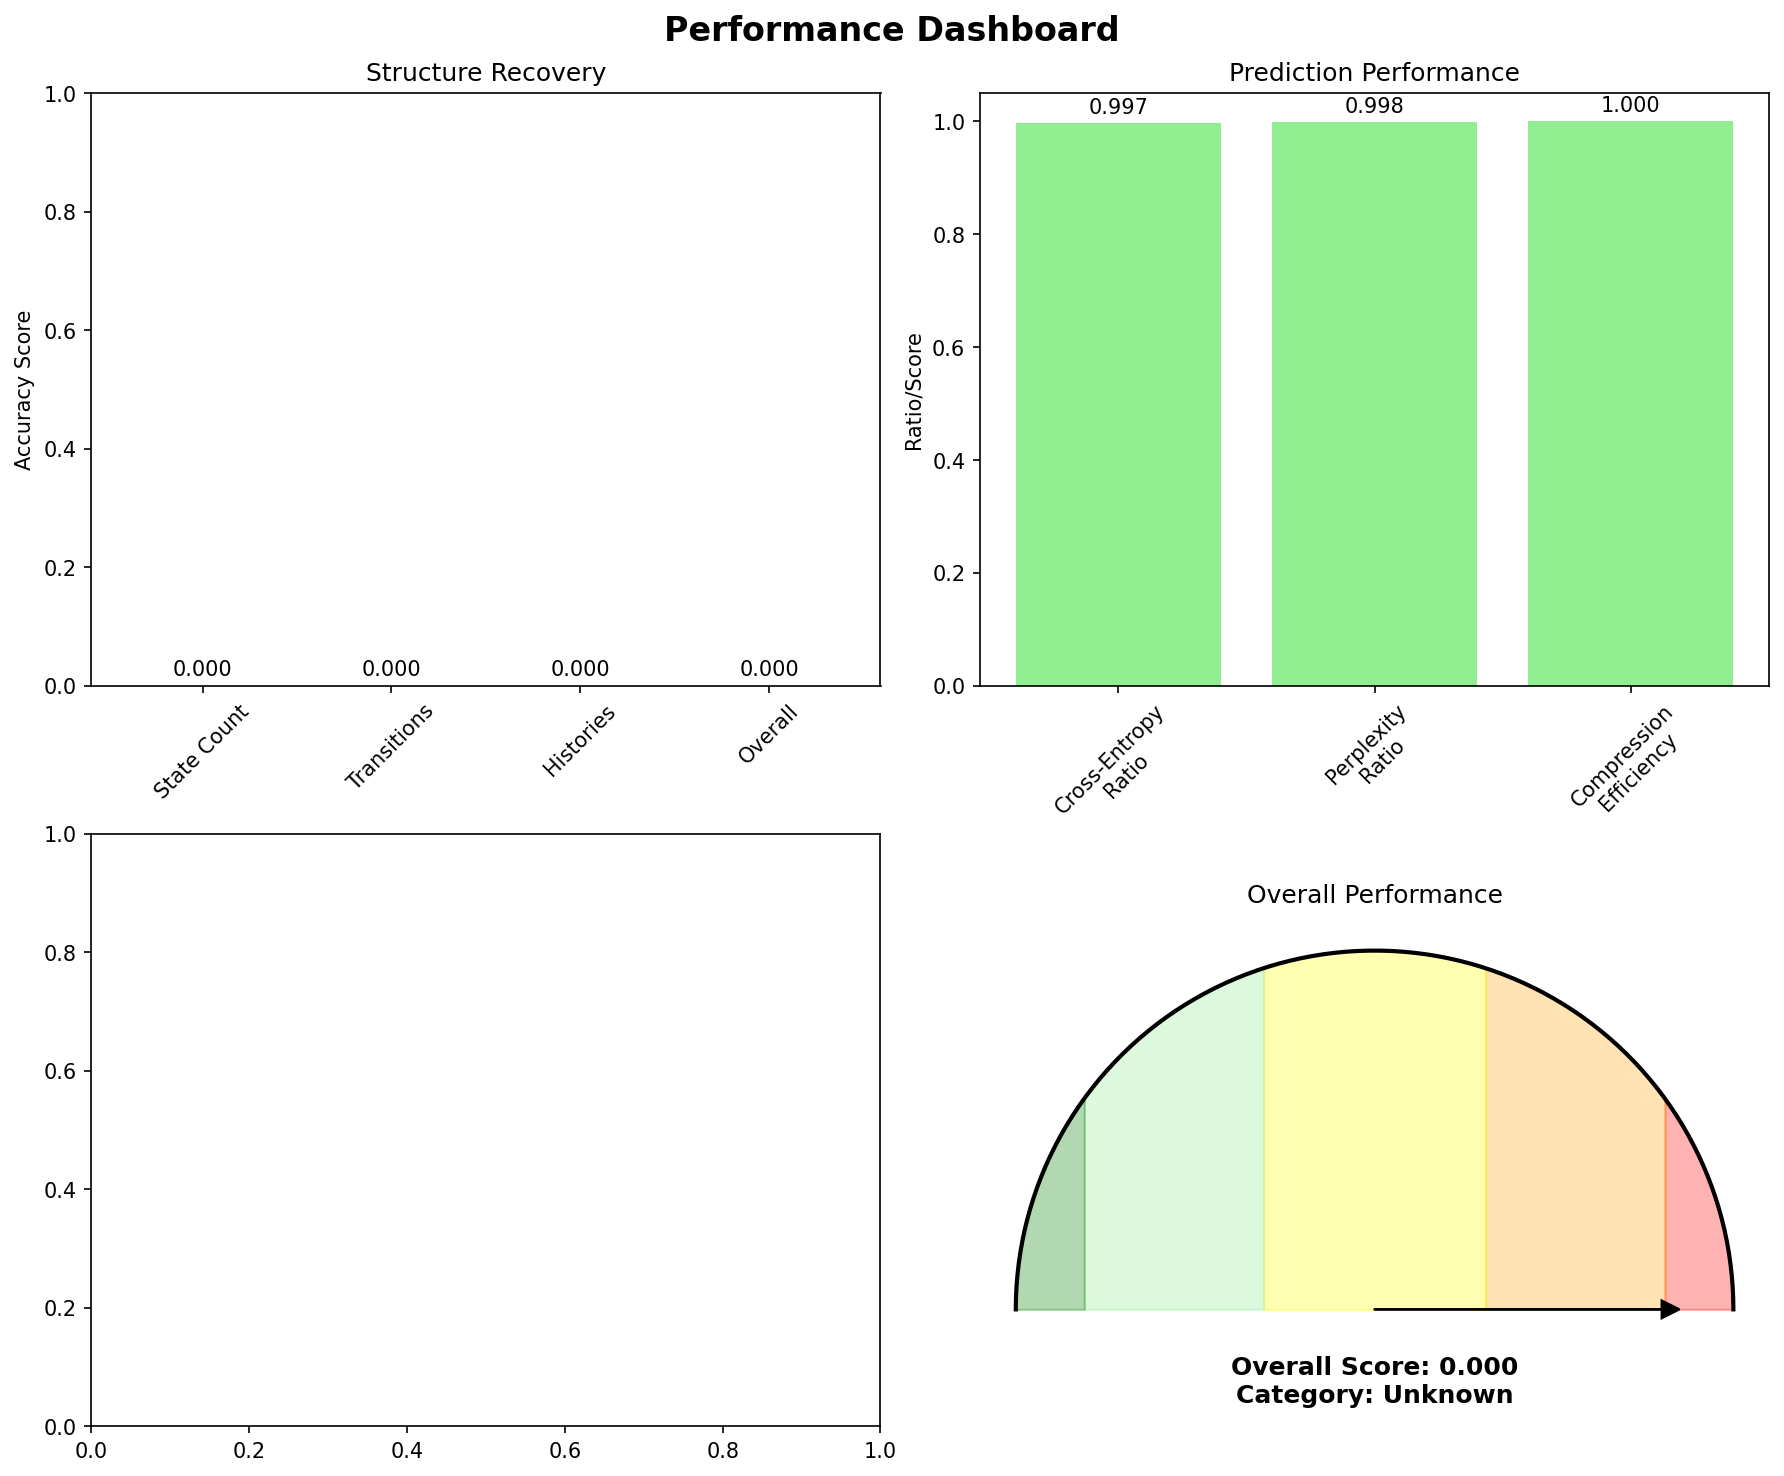 Performance Dashboard
Structure Recovery
Accuracy Score
1.0
0.8
0.6
0.4
0.2
0.0
0.000
0.000
0.000
0.000
State Count
Transitions
Histories
Overall
Prediction Performance
Ratio/Score
1.0
0.8
0.6
0.4
0.2
0.0
0.997
0.998
1.000
Cross-Entropy
Ratio
Perplexity
Ratio
Compression
Efficiency
1.0
0.8
0.6
0.4
0.2
0.0
0.0
0.2
0.4
0.6
0.8
1.0
Overall Performance
Overall Score: 0.000
Category: Unknown